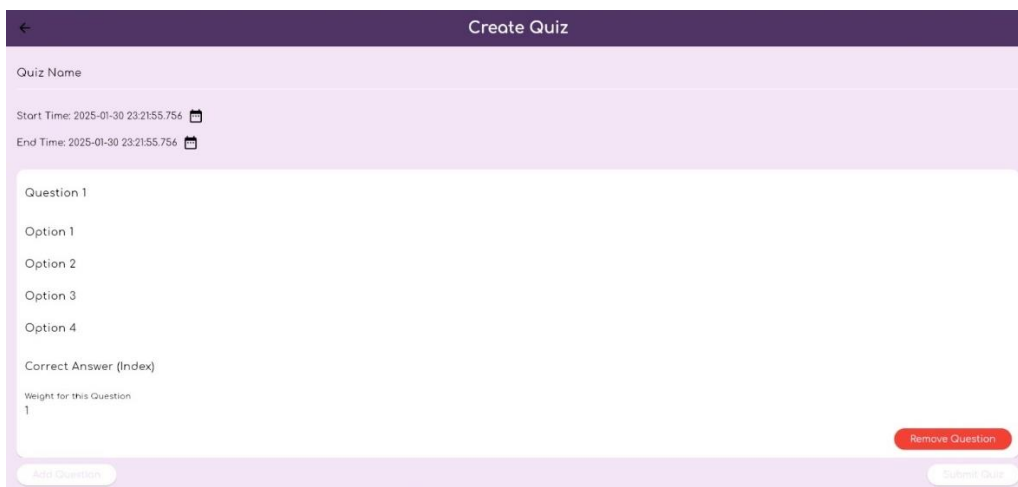 Create Quiz
Quiz Name
Start Time: 2025-01-30 23:21:55.756
End Time: 2025-01-30 23:21:55.756
Question 1
Option 1
Option 2
Option 3
Option 4
Correct Answer (Index)
Weight for this Question
1
Remove Question
Add Question Submit Quiz